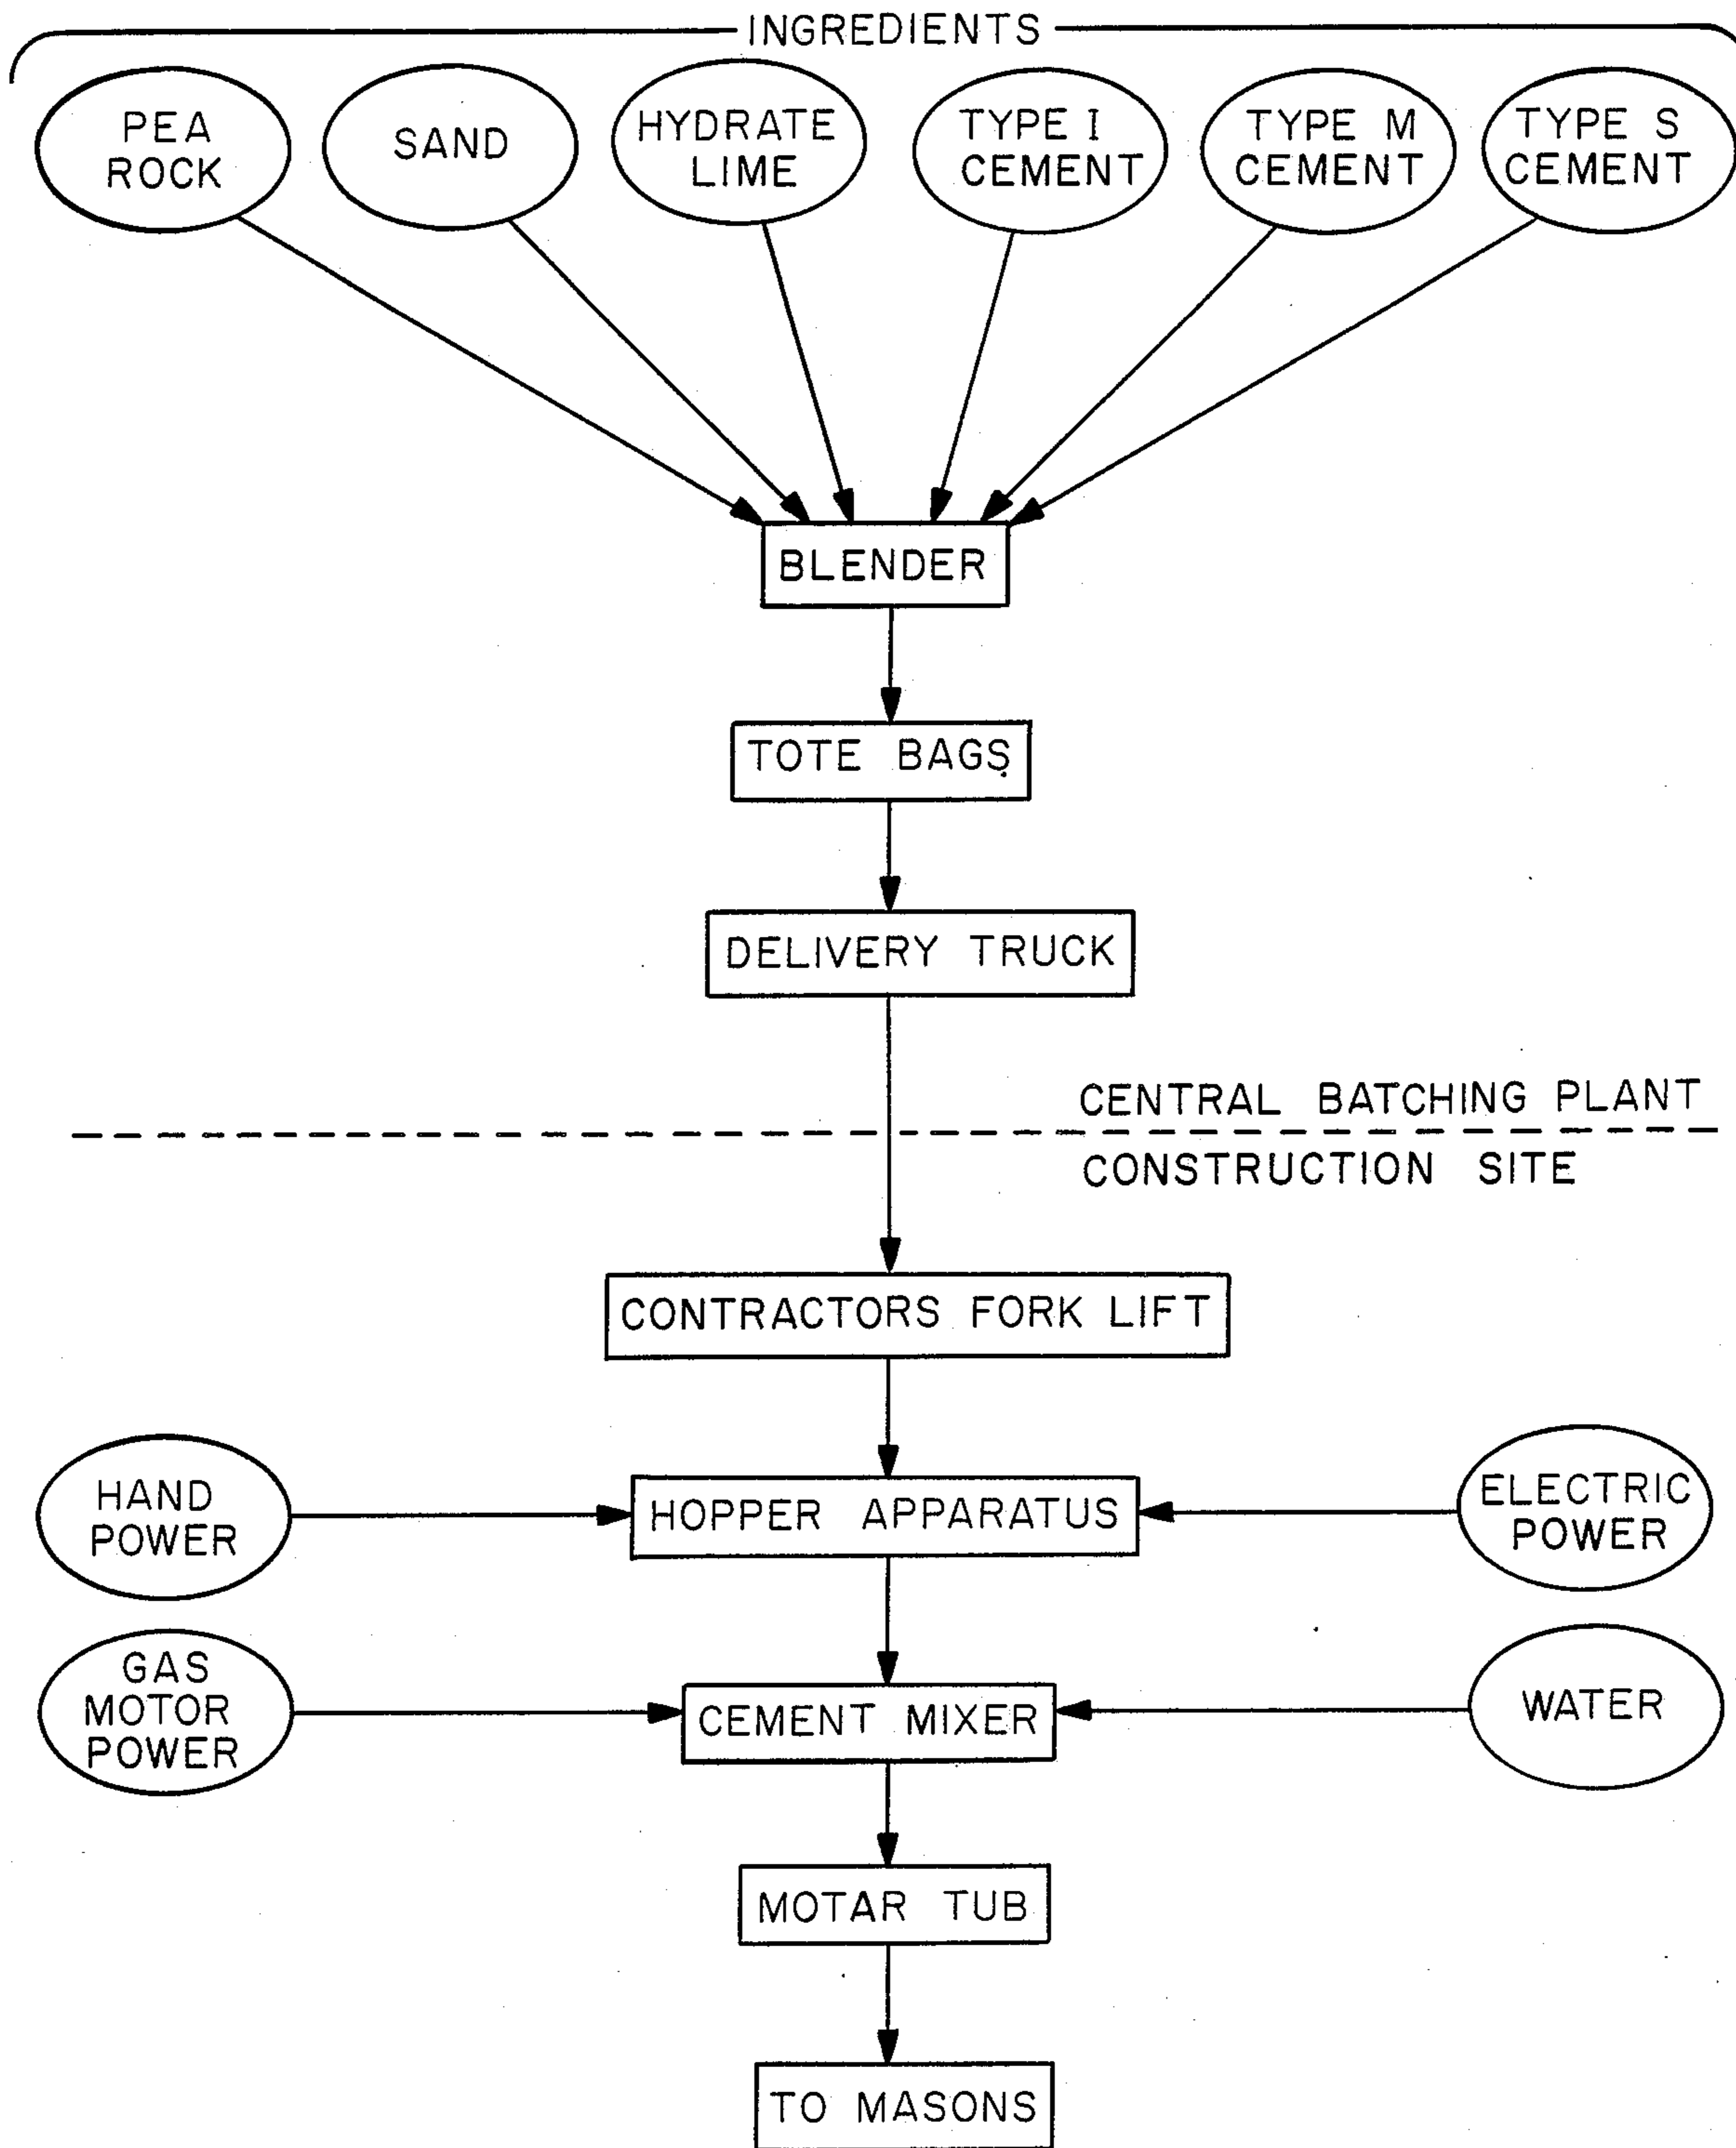 INGREDIENTS
PEA
ROCK
SAND
HYDRATE
LIME
TYPE I
CEMENT
TYPE M
CEMENT
TYPE S
CEMENT
BLENDER
TOTE BAGS
DELIVERY TRUCK
CENTRAL BATCHING PLANT
CONSTRUCTION SITE
CONTRACTORS FORK LIFT
HAND
POWER
HOPPER APPARATUS
ELECTRIC
POWER
GAS
MOTOR
POWER
CEMENT MIXER
WATER
MOTAR TUB
TO MASONS